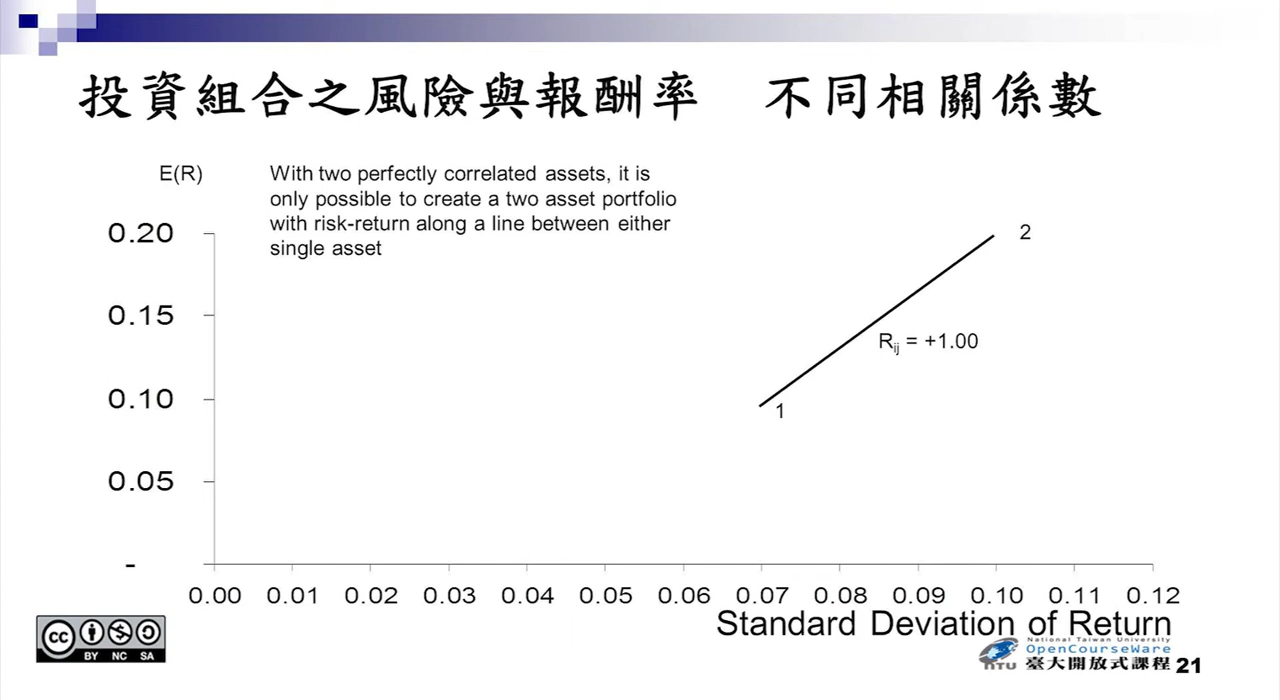 投資組合之風險與報酬率 不同相關係數
E(R)
With two perfectly correlated assets, it is
only possible to create a two asset portfolio
with risk-return along a line between either
single asset
0.20
0.15
0.10
0.05
-
2
Rij = +1.00
1
0.00 0.01 0.02 0.03 0.04 0.05 0.06 0.07 0.08 0.09 0.10 0.11 0.12
Standard Deviation of Return
cc
BY NC SA
National Taiwan University
OpenCourseWare
NTU 臺大開放式課程 21